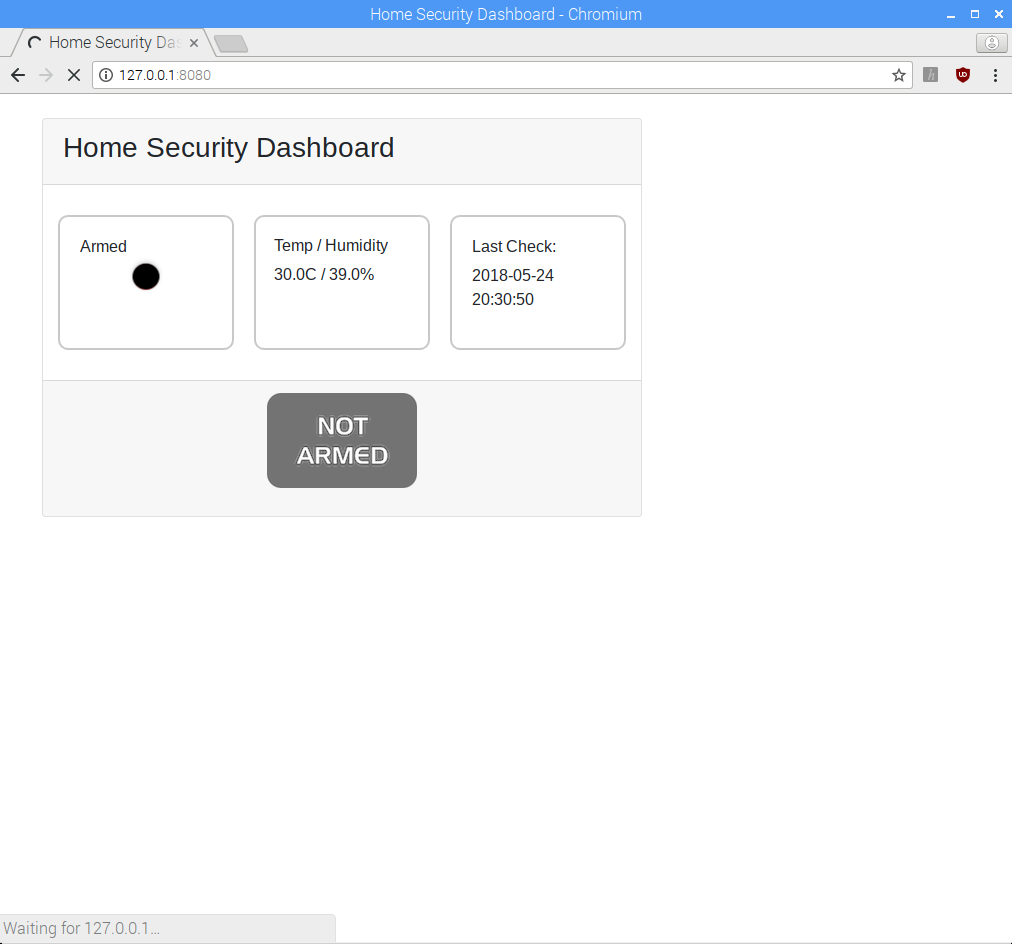 Home Security Dashboard - Chromium
Home Security Das
127.0.0.1:8080
Home Security Dashboard
Armed
Temp / Humidity
30.0C / 39.0%
Last Check:
2018-05-24
20:30:50
NOT
ARMED
Waiting for 127.0.0.1...